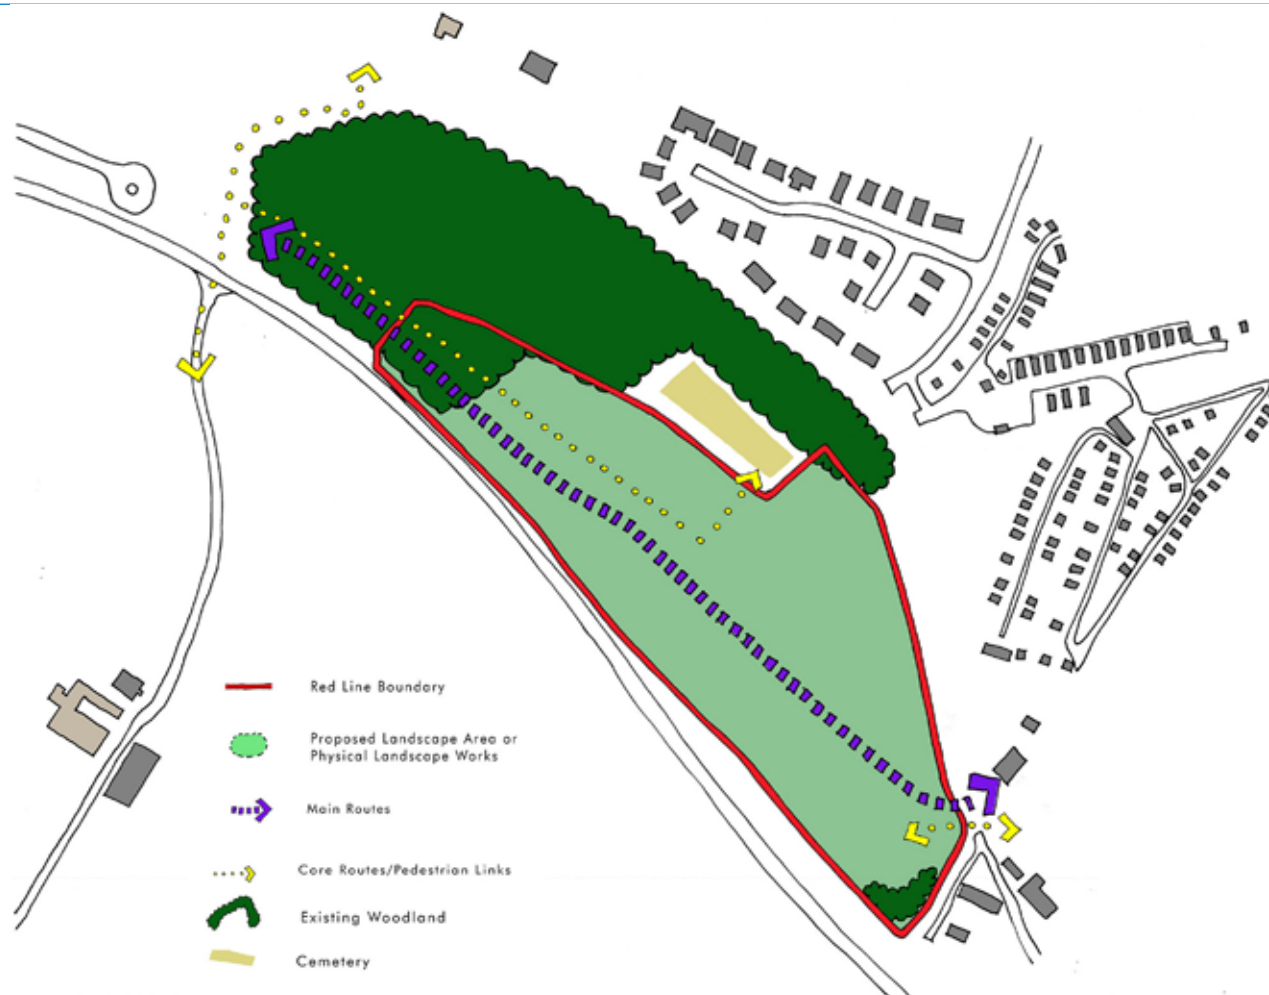 Red Line Boundary
Proposed Landscape Area or
Physical Landscape Works
Main Routes
Core Routes/Pedestrian Links
Existing Woodland
Cemetery